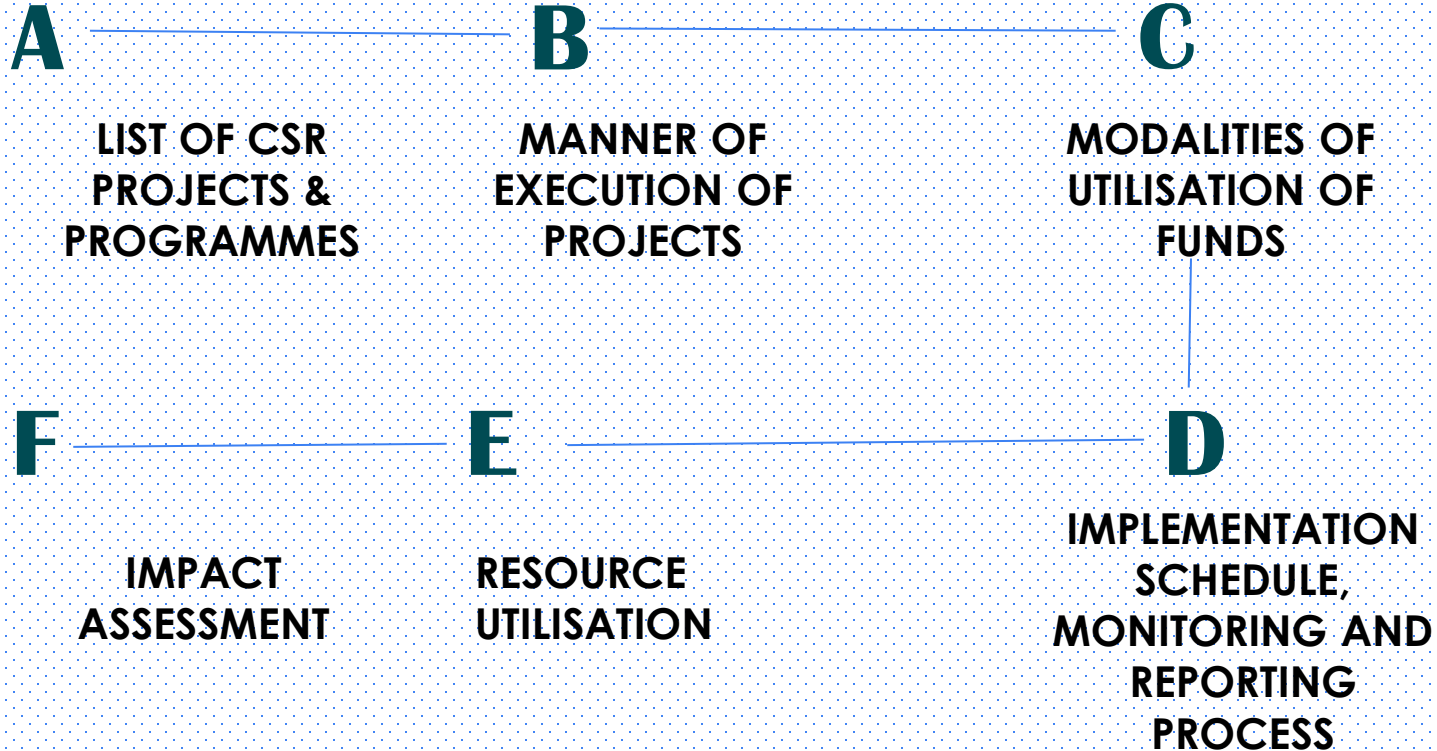 A
B
C
LIST OF CSR
PROJECTS &
PROGRAMMES
MANNER OF
EXECUTION OF
PROJECTS
MODALITIES OF
UTILISATION OF
FUNDS
D
IMPLEMENTATION
SCHEDULE,
MONITORING AND
REPORTING
PROCESS
E
RESOURCE
UTILISATION
F
IMPACT
ASSESSMENT